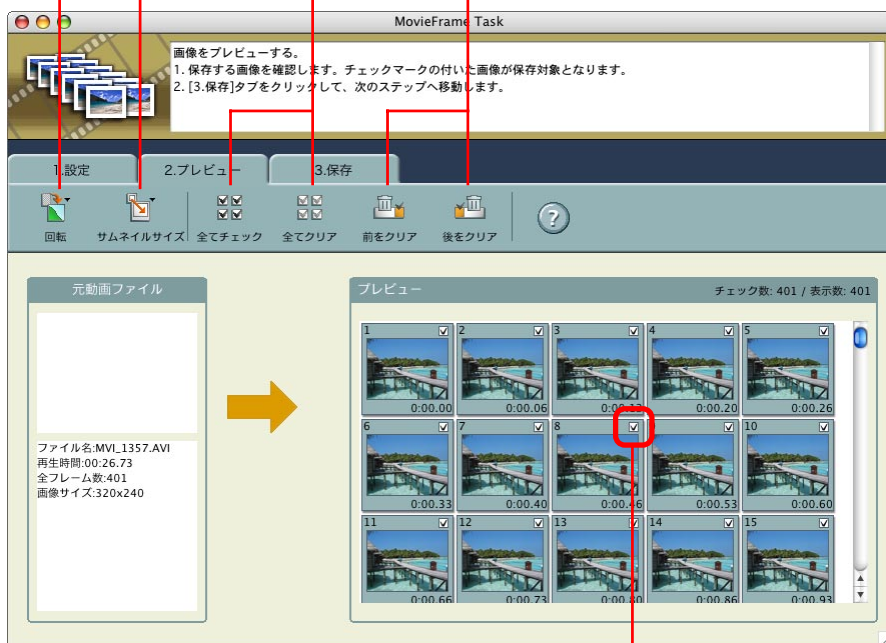 MovieFrame Task
画像をプレビューする。
1. 保存する画像を確認します。チェックマークの付いた画像が保存対象となります。
2. [3.保存]タブをクリックして、次のステップへ移動します。
1.設定
2.プレビュー
3.保存
回転
サムネイルサイズ
全てチェック
全てクリア
前をクリア
後をクリア
?
元動画ファイル
ファイル名:MVI_1357.AVI
再生時間:00:26.73
全フレーム数:401
画像サイズ:320x240
プレビュー
チェック数: 401 / 表示数: 401
1 2 3 4 5
0:00.00 0:00.06 0:00.13 0:00.20 0:00.26
6 7 8 10
0:00.33 0:00.40 0:00.46 0:00.53 0:00.60
11 12 13 14 15
0:00.66 0:00.73 0:00.80 0:00.86 0:00.93